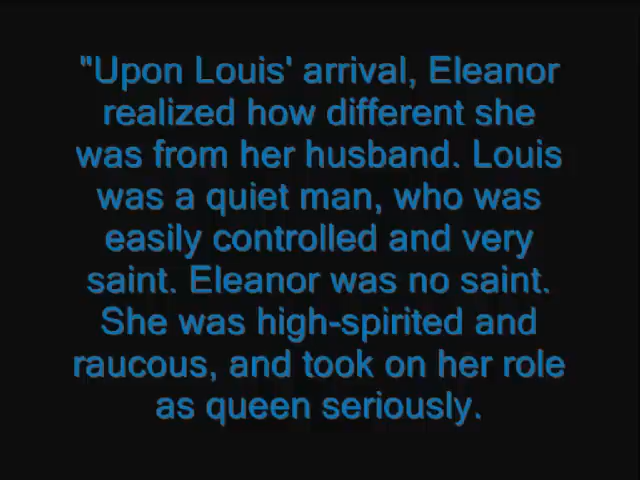 "Upon Louis' arrival, Eleanor
realized how different she
was from her husband. Louis
was a quiet man, who was
easily controlled and very
saint. Eleanor was no saint.
She was high-spirited and
raucous, and took on her role
as queen seriously.